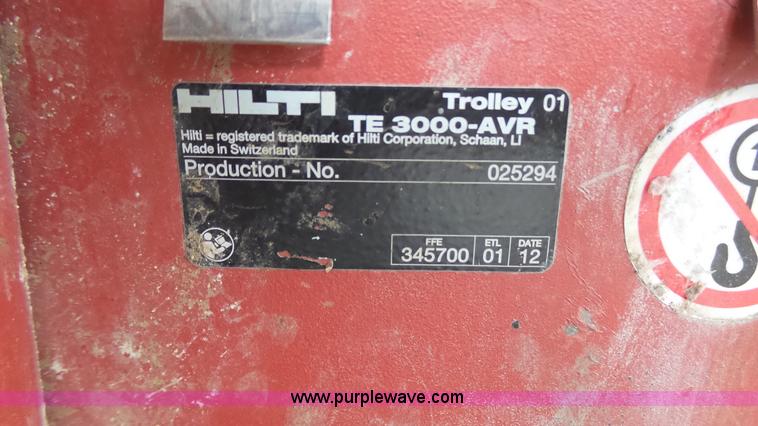 HILTI Trolley 01
TE 3000-AVR
Hilti = registered trademark of Hilti Corporation, Schaan, LI
Made in Switzerland
Production - No. 025294
FFE ETL DATE
345700 01 12
www.purplewave.com